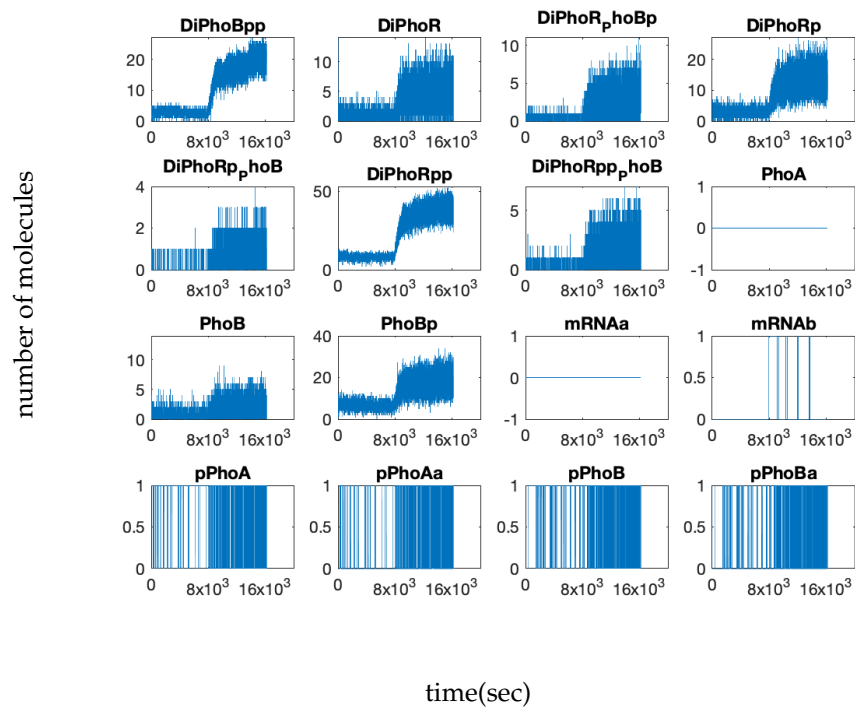 DiPhoBpp DiPhoR DiPhoR_PhoBp DiPhoRp
20 10 0 0 8x10³ 16x10³
10 5 0 0 8x10³ 16x10³
10 5 0 0 8x10³ 16x10³
20 10 0 0 8x10³ 16x10³
DiPhoRp_PhoB DiPhoRpp DiPhoRpp_PhoB PhoA
4 2 0 0 8x10³ 16x10³
50 0 0 8x10³ 16x10³
5 0 0 8x10³ 16x10³
1 0 -1 0 8x10³ 16x10³
PhoB PhoBp mRNAa mRNAb
10 5 0 0 8x10³ 16x10³
40 20 0 0 8x10³ 16x10³
1 0 -1 0 8x10³ 16x10³
1 0.5 0 0 8x10³ 16x10³
pPhoA pPhoAa pPhoB pPhoBa
1 0.5 0 0 8x10³ 16x10³
1 0.5 0 0 8x10³ 16x10³
1 0.5 0 0 8x10³ 16x10³
1 0.5 0 0 8x10³ 16x10³
number of molecules
time(sec)